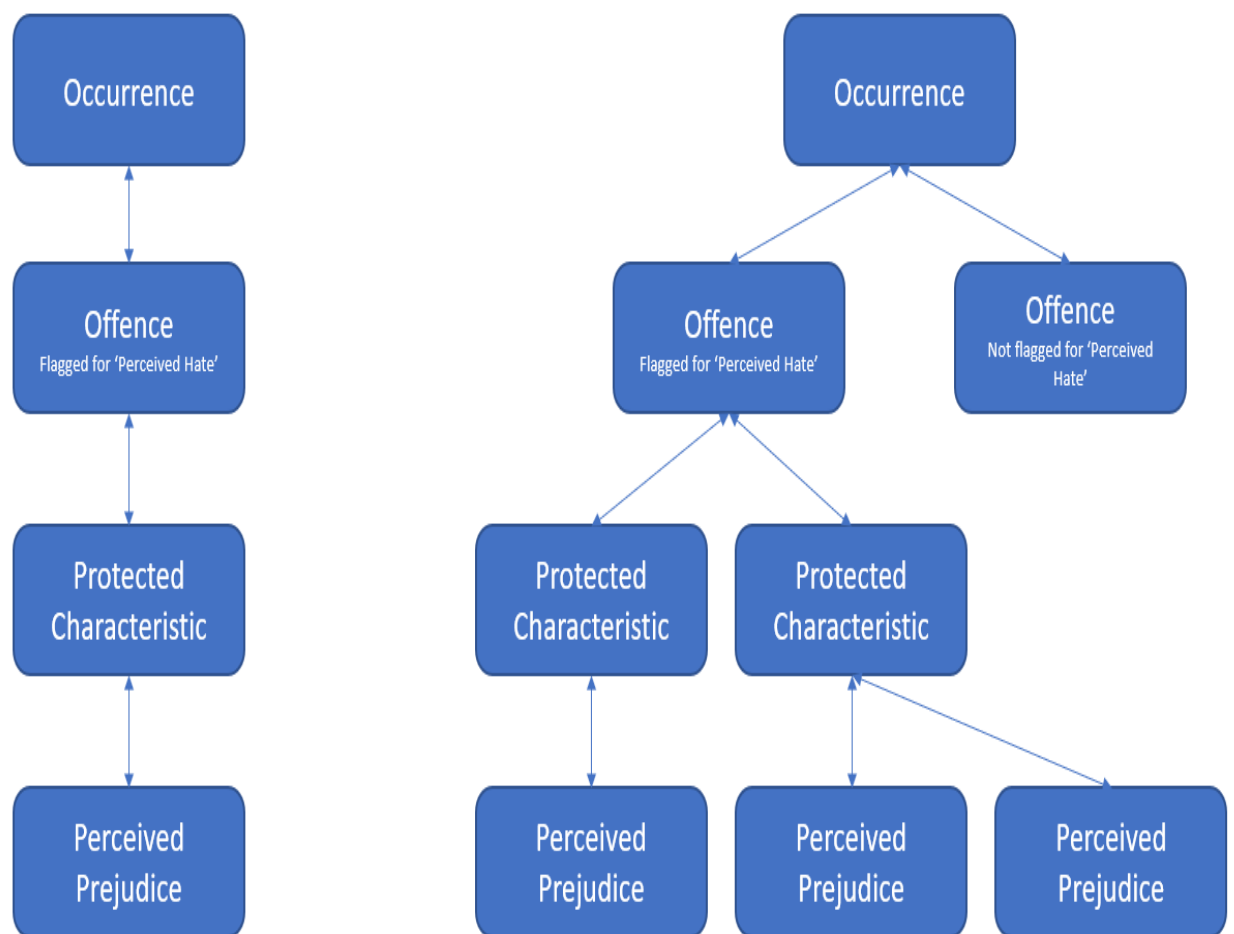 Occurrence
Offence
Flagged for ‘Perceived Hate’
Protected
Characteristic
Perceived
Prejudice
Occurrence
Offence
Flagged for ‘Perceived Hate’
Offence
Not flagged for ‘Perceived
Hate’
Protected
Characteristic
Protected
Characteristic
Perceived
Prejudice
Perceived
Prejudice
Perceived
Prejudice